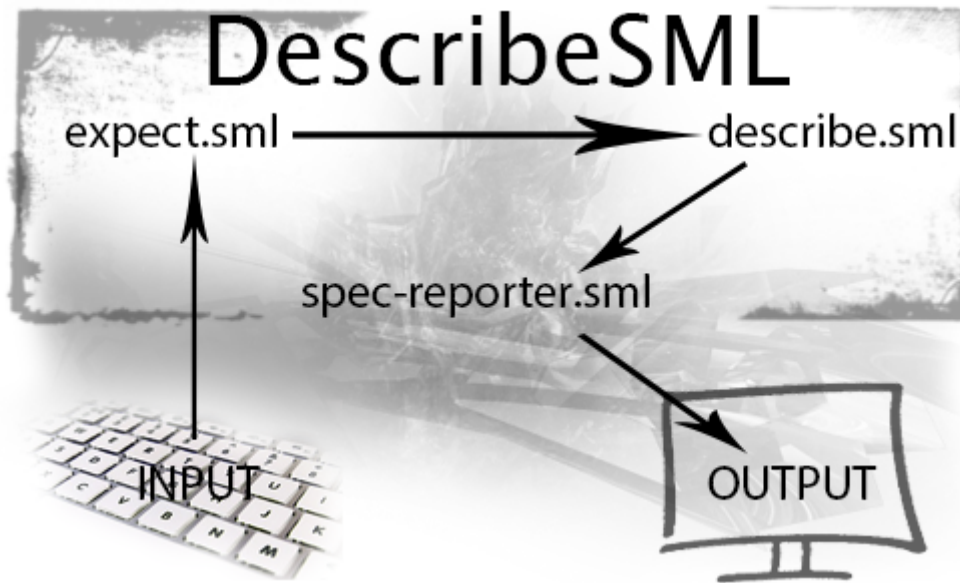 DescribeSML
expect.sml
describe.sml
spec-reporter.sml
INPUT
OUTPUT